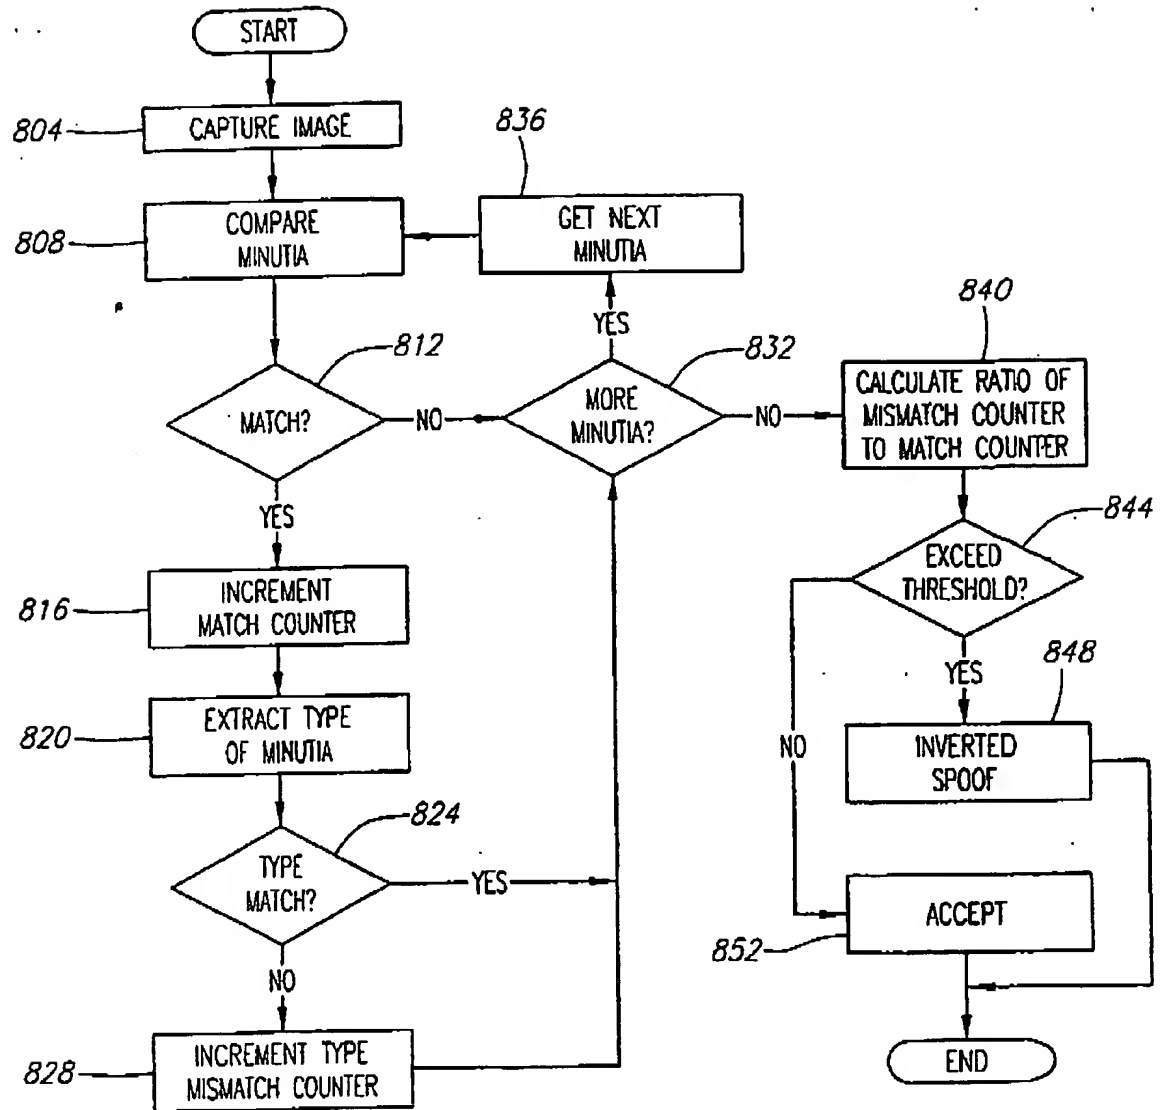 START
804
CAPTURE IMAGE
836
808
COMPARE
MINUTIA
GET NEXT
MINUTIA
YES
840
812
832
MATCH?
NO
MORE
MINUTIA?
NO
CALCULATE RATIO OF
MISMATCH COUNTER
TO MATCH COUNTER
YES
844
816
INCREMENT
MATCH COUNTER
EXCEED
THRESHOLD?
YES
848
820
EXTRACT TYPE
OF MINUTIA
NO
INVERTED
SPOOF
824
TYPE
MATCH?
YES
852
ACCEPT
NO
828
INCREMENT TYPE
MISMATCH COUNTER
END